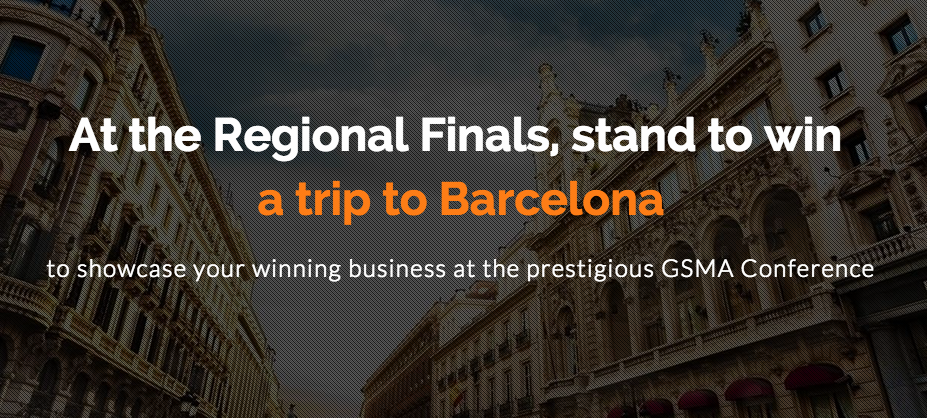 At the Regional Finals, stand to win
a trip to Barcelona
to showcase your winning business at the prestigious GSMA Conference